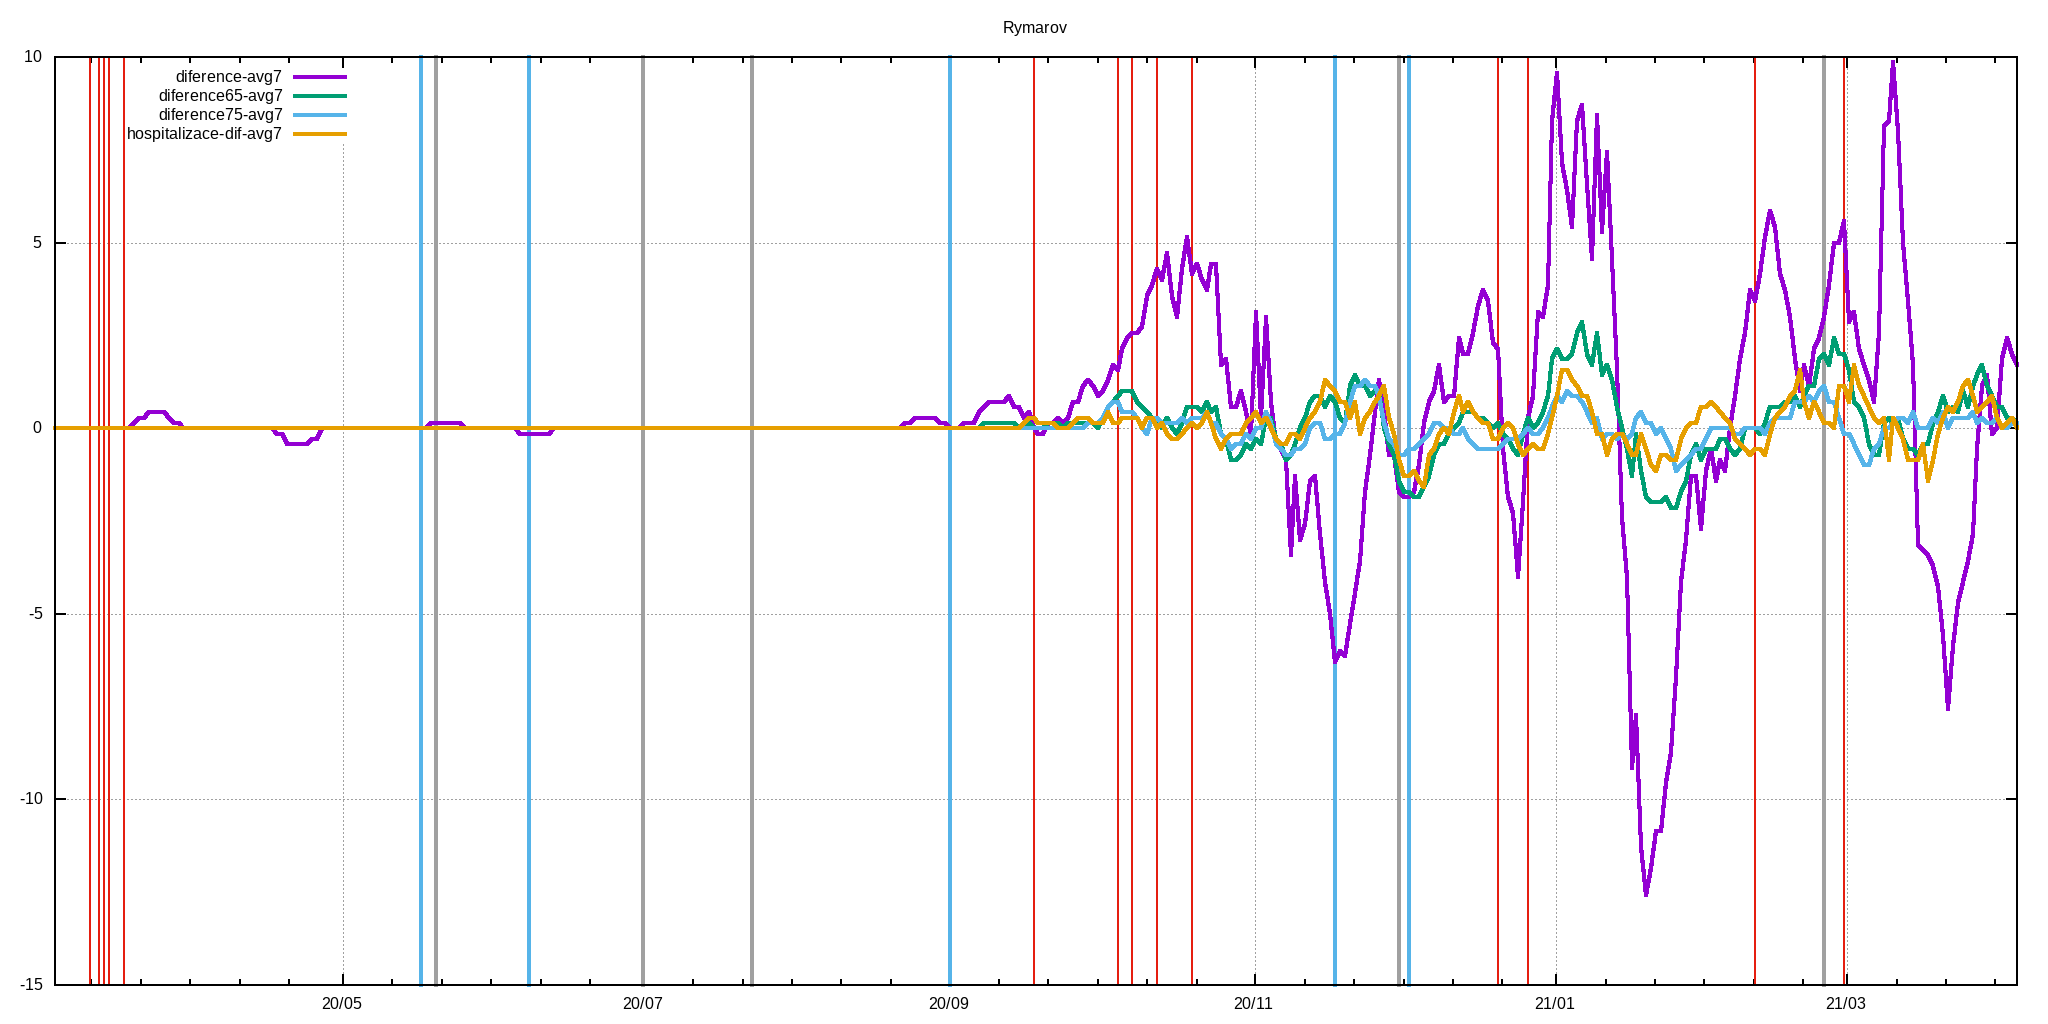 Rymarov
10
diference-avg7
diference65-avg7
diference75-avg7
hospitalizace-dif-avg7
5
0
-5
-10
-15
20/05 20/07 20/09 20/11 21/01 21/03